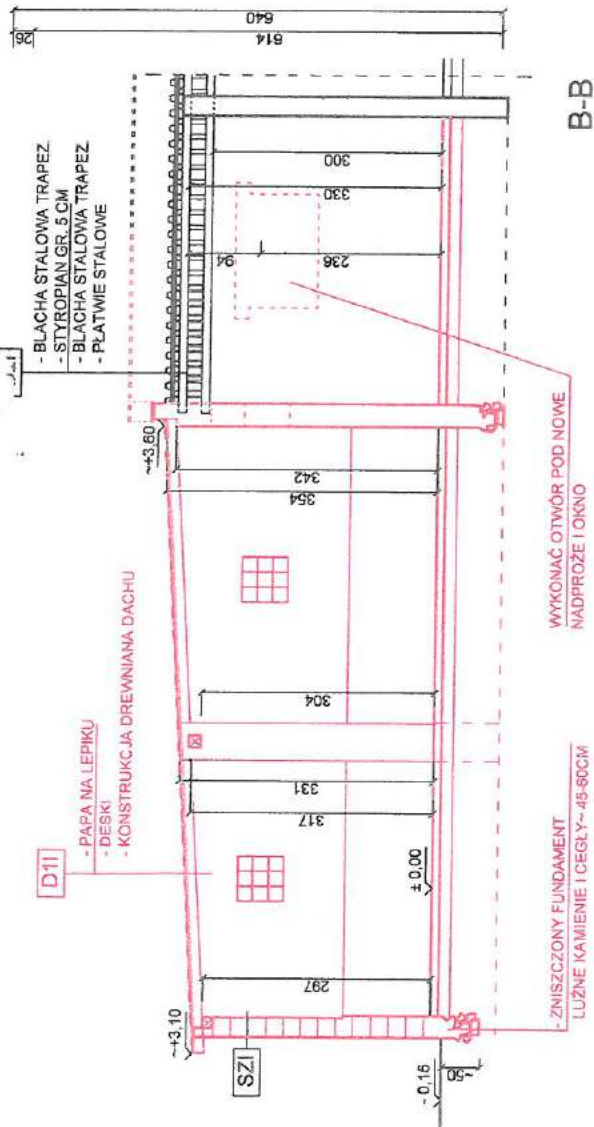 - BLACHA STALOWA TRAPEZ.
- STYROPIAN GR. 5 CM
- BLACHA STALOWA TRAPEZ.
- PŁATWIE STALOWE
D1I
- PAPA NA LEPIKU
- DESKI
- KONSTRUKCJA DREWNIANA DACHU
~+3,10
~+3,60
SZI
297
317
331
304
354
342
236
94
330
300
26
614
640
± 0,00
- 0,16
~50
- ZNISZCZONY FUNDAMENT
LUŹNE KAMIENIE I CEGŁY~ 45-60CM
WYKONAĆ OTWÓR POD NOWE
NADPROŻE I OKNO
B-B